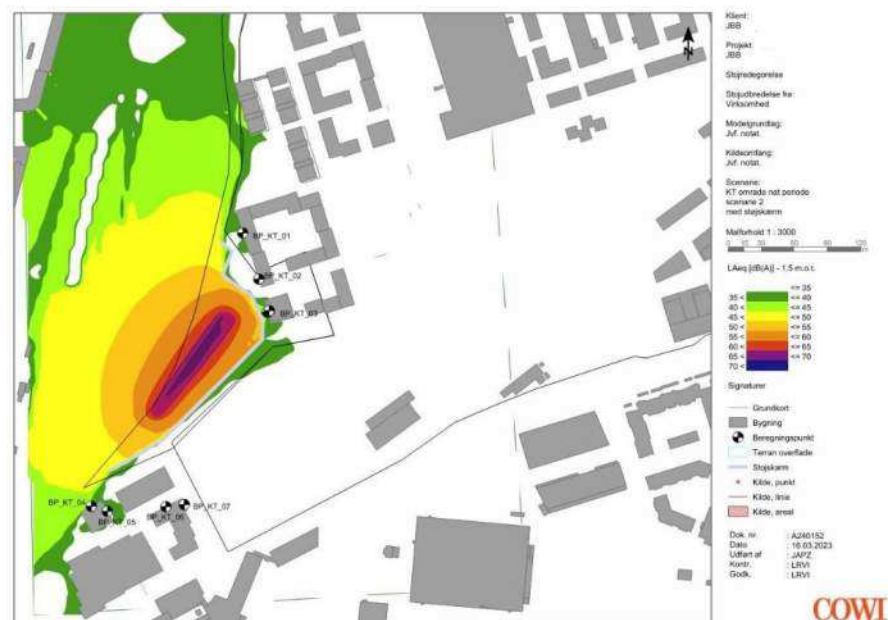 Klient:
JBB
Projekt:
JBB
Støjredegørelse
Støjudbredelse fra:
Virksomhed
Modelgrundlag:
Jvf. notat.
Kildeomfang:
Jvf. notat.
Scenarie:
KT område nat periode
scenarie 2
med støjskærm
Målforhold 1 : 3000
0 10 20
120
m
LAeq [dB(A)] - 1,5 m.o.t.
<= 35
35 < <= 40
40 < <= 45
45 < <= 50
50 < <= 55
55 < <= 60
60 < <= 65
65 < <= 70
70 <
Signaturer
Grundkort
Bygning
Beregningspunkt
Terræn overflade
Støjskærm
Kilde, punkt
Kilde, linie
Kilde, areal
Dok. nr. : A240152
Dato : 16.03.2023
Udført af : JAPZ
Kontr. : LRVI
Godk. : LRVI
COWI
N
BP_KT_01
BP_KT_02
BP_KT_03
BP_KT_04
BP_KT_05
BP_KT_06
BP_KT_07